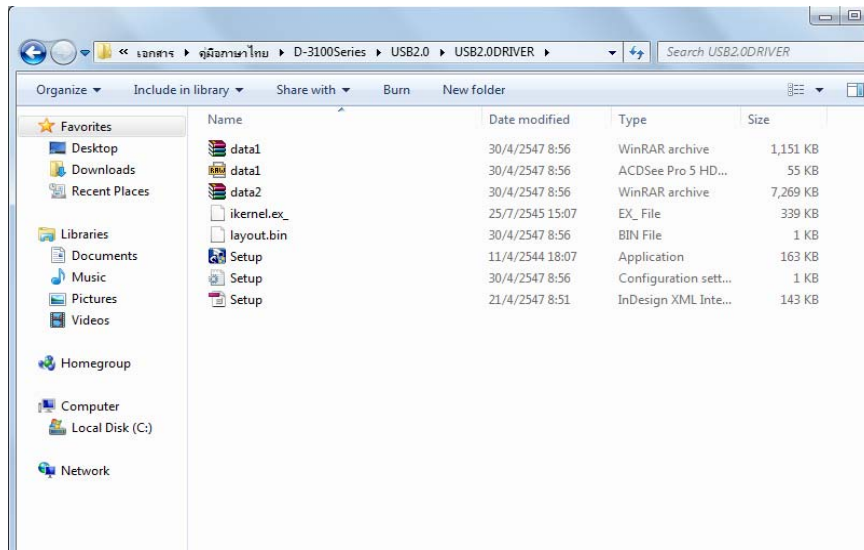 « เอกสาร ▸ คู่มือภาษาไทย ▸ D-3100Series ▸ USB2.0 ▸ USB2.0DRIVER ▸ Search USB2.0DRIVER
Organize Include in library Share with Burn New folder
Favorites
Desktop
Downloads
Recent Places
Libraries
Documents
Music
Pictures
Videos
Homegroup
Computer
Local Disk (C:)
Network
Name Date modified Type Size
data1 30/4/2547 8:56 WinRAR archive 1,151 KB
RAW data1 30/4/2547 8:56 ACDSee Pro 5 HD... 55 KB
data2 30/4/2547 8:56 WinRAR archive 7,269 KB
ikernel.ex_ 25/7/2545 15:07 EX_ File 339 KB
layout.bin 30/4/2547 8:56 BIN File 1 KB
Setup 11/4/2544 18:07 Application 163 KB
Setup 30/4/2547 8:56 Configuration sett... 1 KB
Setup 21/4/2547 8:51 InDesign XML Inte... 143 KB